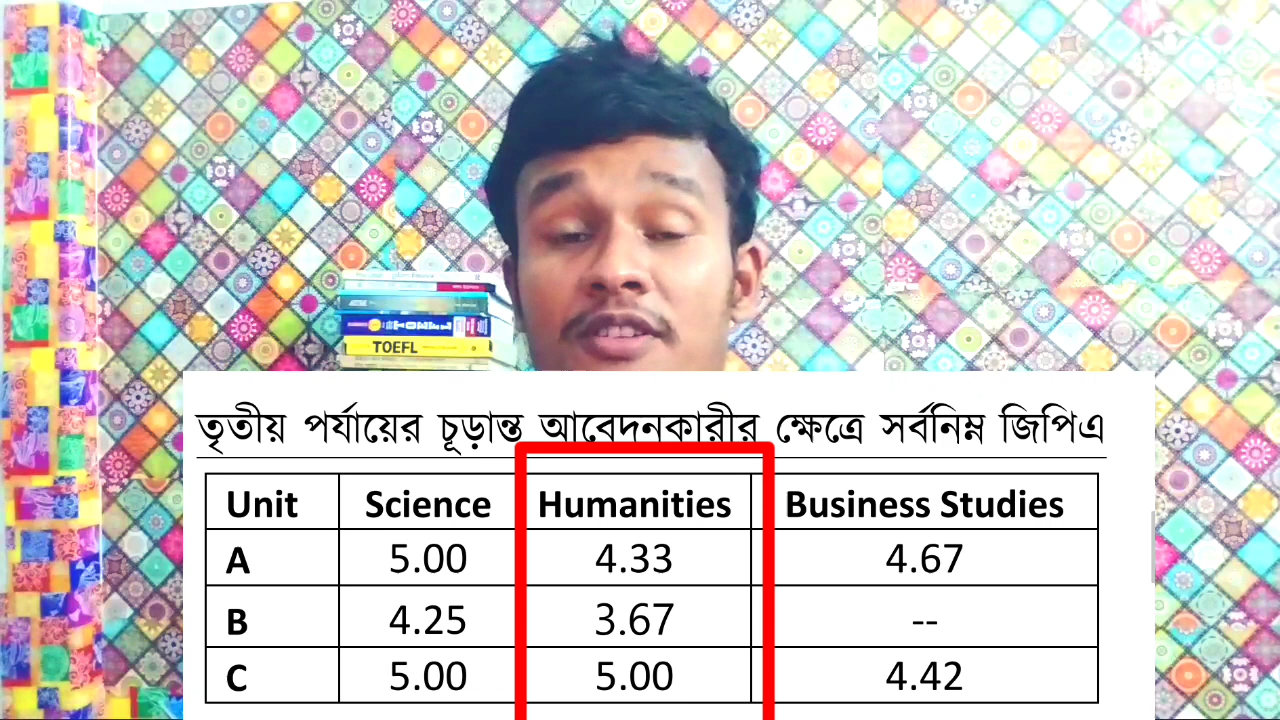 TOEFL
তৃতীয় পর্যায়ের চূড়ান্ত আবেদনকারীর ক্ষেত্রে সর্বনিম্ন জিপিএ
Unit Science Humanities Business Studies
A 5.00 4.33 4.67
B 4.25 3.67 --
C 5.00 5.00 4.42